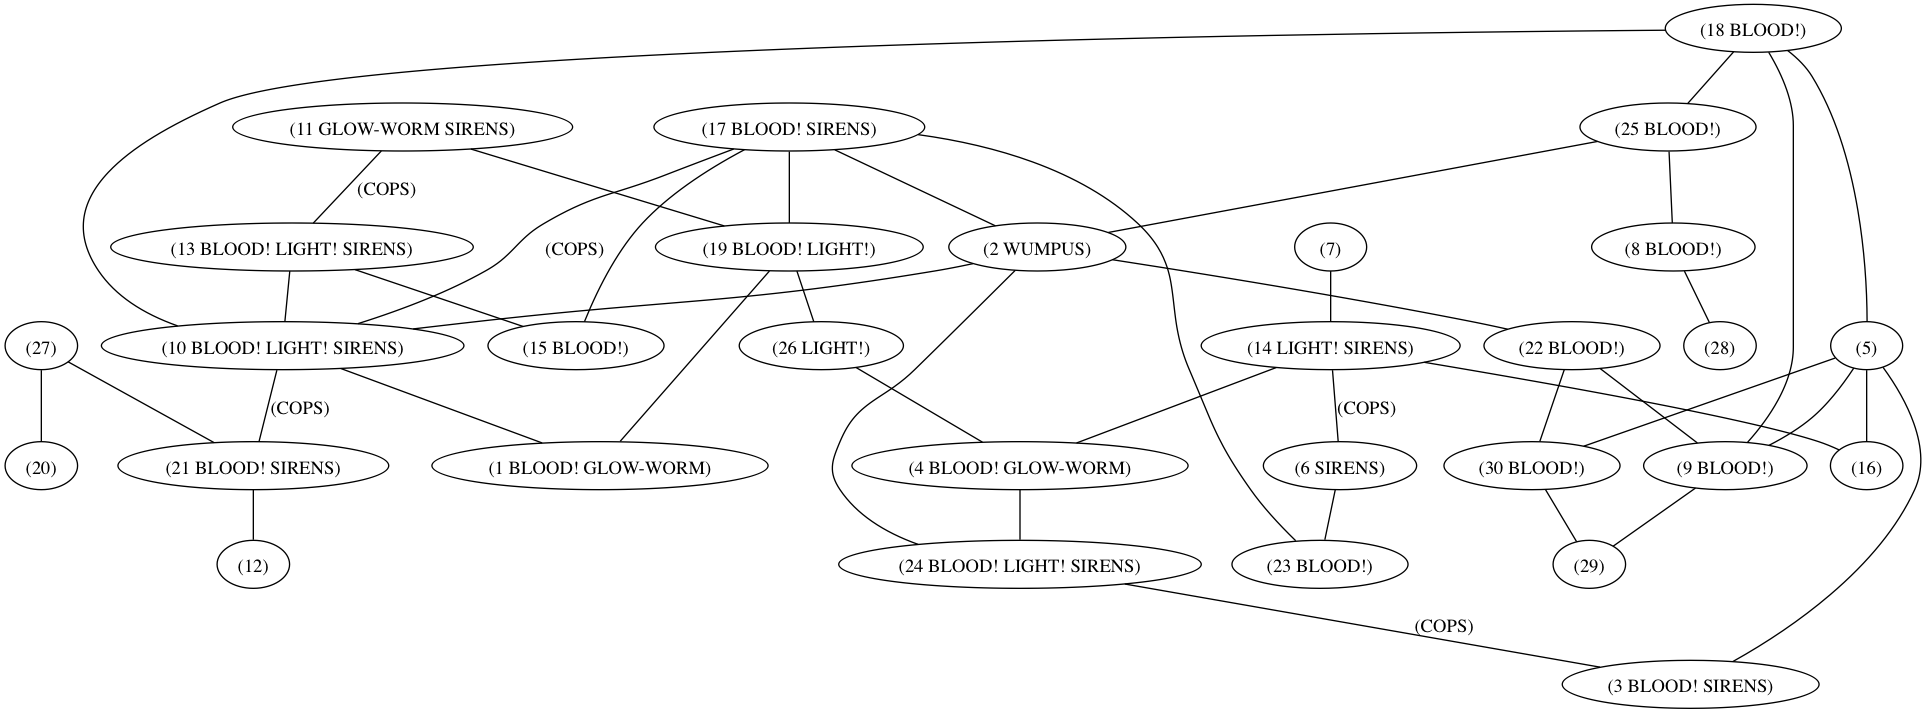 (18 BLOOD!)
(11 GLOW-WORM SIRENS)
(17 BLOOD! SIRENS)
(25 BLOOD!)
(COPS)
(13 BLOOD! LIGHT! SIRENS)
(COPS)
(19 BLOOD! LIGHT!)
(2 WUMPUS)
(7)
(8 BLOOD!)
(27)
(10 BLOOD! LIGHT! SIRENS)
(15 BLOOD!)
(26 LIGHT!)
(14 LIGHT! SIRENS)
(22 BLOOD!)
(28)
(5)
(COPS)
(COPS)
(20)
(21 BLOOD! SIRENS)
(1 BLOOD! GLOW-WORM)
(4 BLOOD! GLOW-WORM)
(6 SIRENS)
(30 BLOOD!)
(9 BLOOD!)
(16)
(12)
(24 BLOOD! LIGHT! SIRENS)
(23 BLOOD!)
(29)
(COPS)
(3 BLOOD! SIRENS)